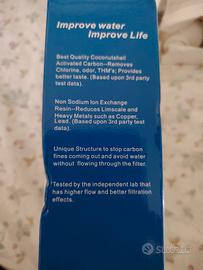 Improve water
Improve Life
Best Quality Coconutshell
Activated Carbon--Removes
Chlorine, odor, THM's; Provides
better taste. (Based upon 3rd party
test data).
Non Sodium Ion Exchange
Resin--Reduces Limscale and
Heavy Metals such as Copper,
Lead. (Based upon 3rd party test
data).
Unique Structure to stop carbon
fines coming out and avoid water
without flowing through the filter.
Tested by the independent lab that
has higher flow and better filtration
effects.
Subito